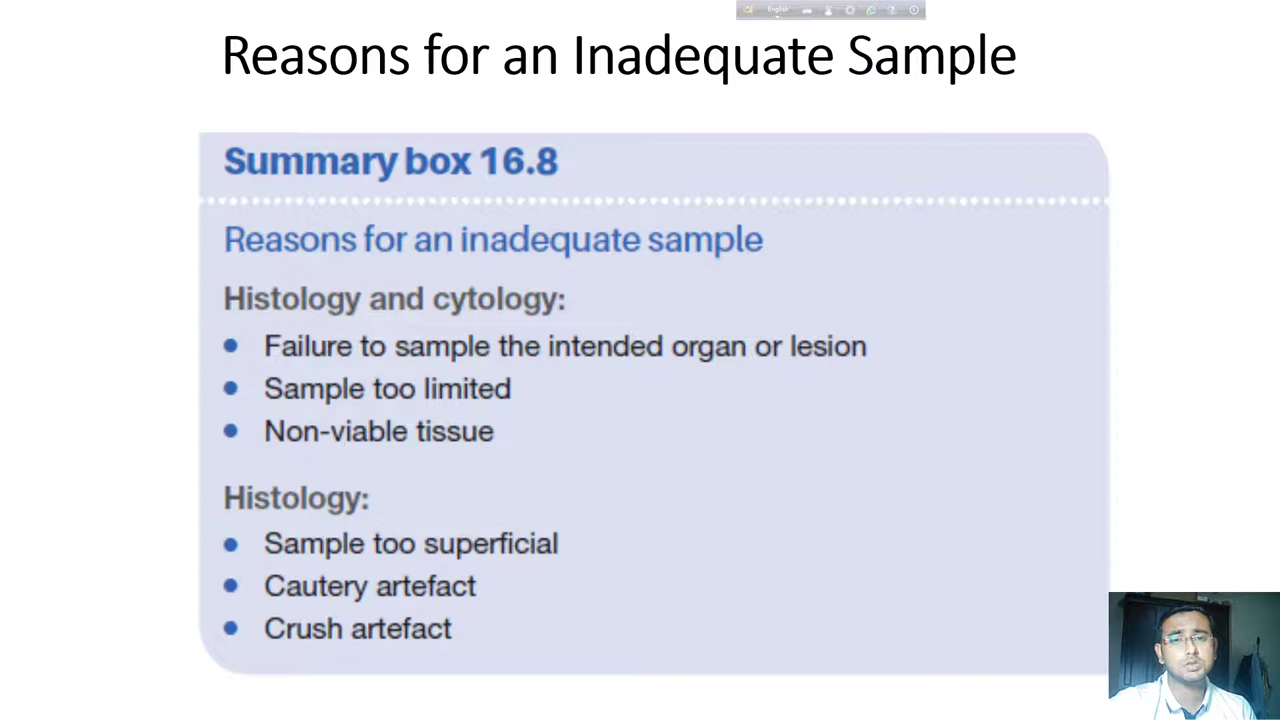 English
Reasons for an Inadequate Sample
Summary box 16.8
Reasons for an inadequate sample
Histology and cytology:
Failure to sample the intended organ or lesion
Sample too limited
Non-viable tissue
Histology:
Sample too superficial
Cautery artefact
Crush artefact